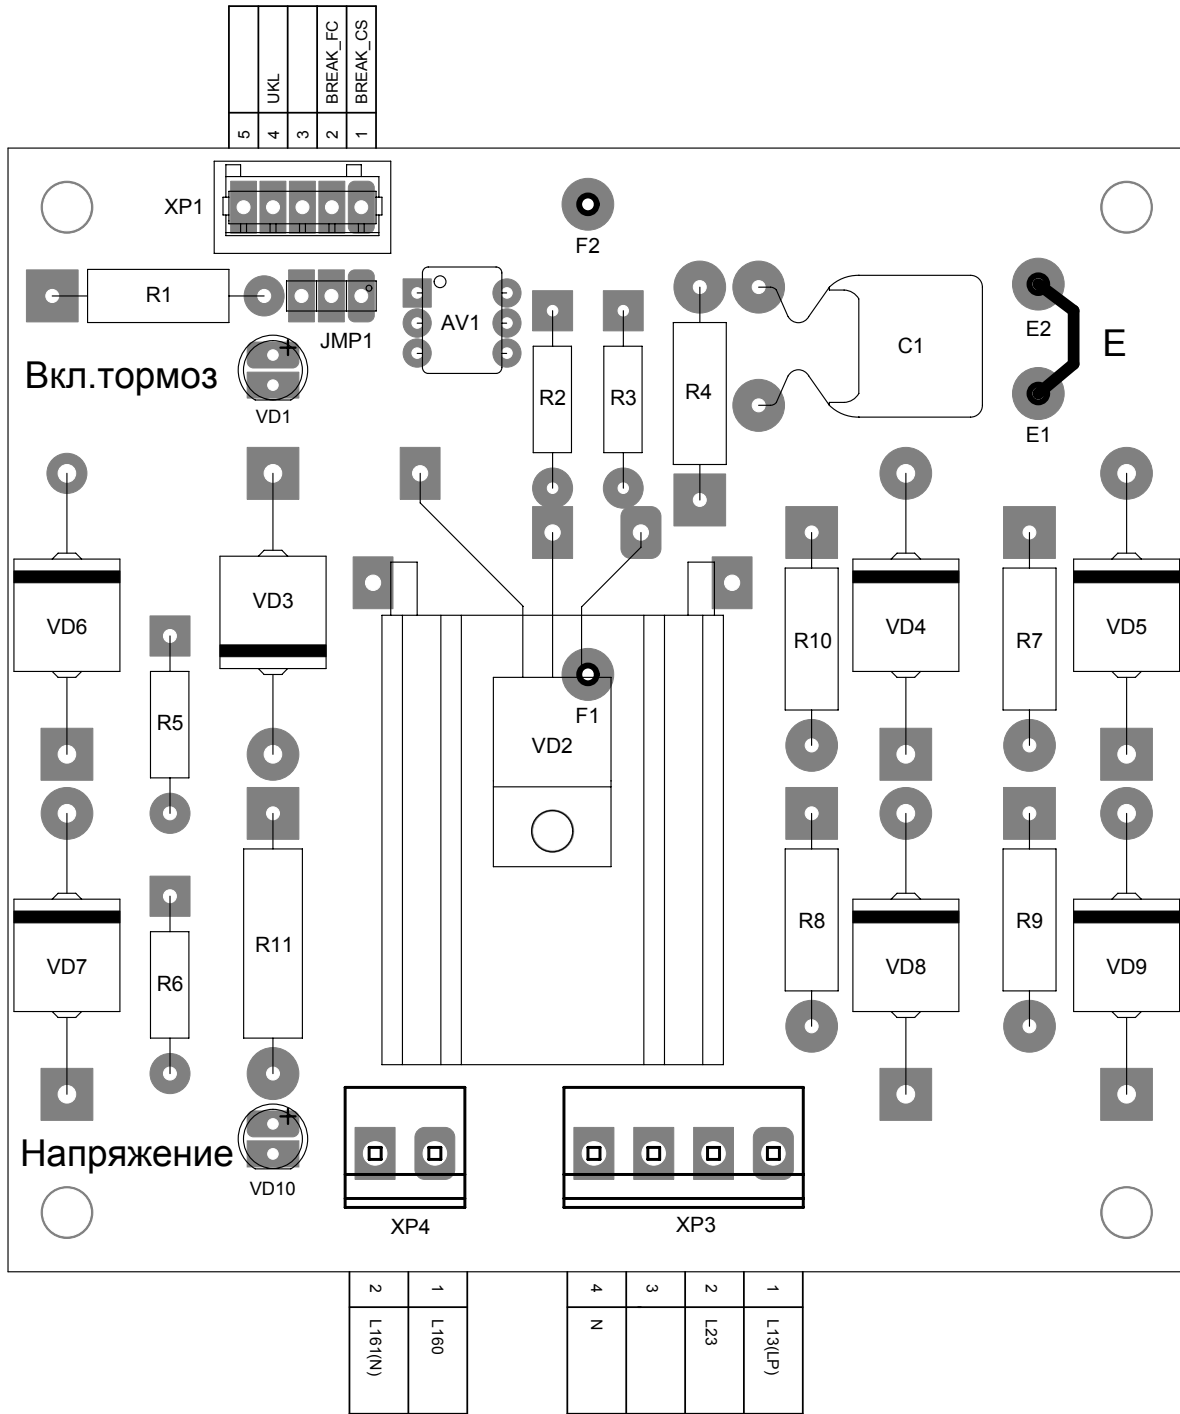 UKL
BREAK_FC
BREAK_CS
5
4
3
2
1
XP1
F2
R1
JMP1
AV1
R2
R3
R4
C1
E2
E
E1
Вкл.тормоз
VD1
VD6
VD3
R5
F1
VD2
R10
VD4
R7
VD5
VD7
R6
R11
R8
VD8
R9
VD9
Напряжение
VD10
XP4
XP3
2
1
4
3
2
1
L161(N)
L160
N
L23
L13(LP)